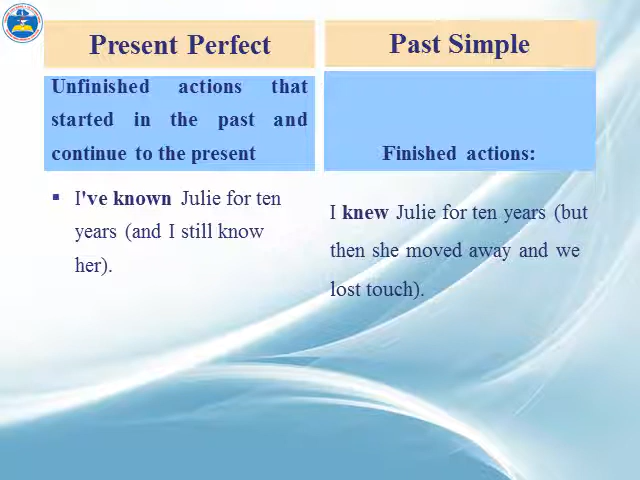 Present Perfect
Past Simple
Unfinished actions that
started in the past and
continue to the present
Finished actions:
▪ I've known Julie for ten
years (and I still know
her).
I knew Julie for ten years (but
then she moved away and we
lost touch).